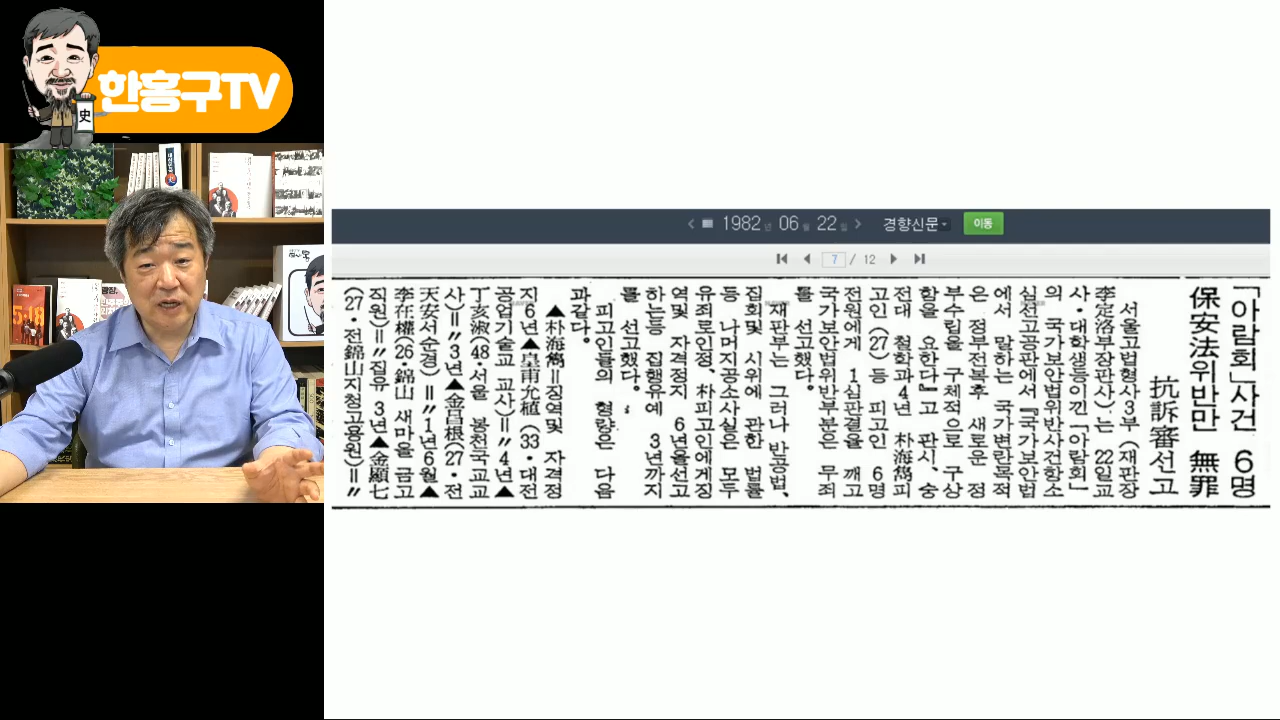 한홍구TV
史
5·18
1982년 06월 22일
경향신문
이동
7 / 12
「아람회」사건 6명
保安法위반만 無罪
抗訴審선고
서울고법형사3부 (재판장
李定洛부장판사)는 22일교
사·대학생등이낀「아람회」
의 국가보안법위반사건항소
심선고공판에서『국가보안법
에서 말하는 국가변란목적
은 정부전복후 새로운 정
부수립을 구체적으로 구상
함을 요한다』고 판시、숭
전대 철학과4년 朴海雋피
고인(27)등 피고인 6명
전원에게 1심판결을 깨고
국가보안법위반부분은 무죄
를 선고했다。
재판부는 그러나 반공법、
집회및 시위에 관한 법률
등 나머지공소사실은 모두
유죄로인정、朴피고인에게징
역및 자격정지 6년을선고
하는등 집행유예 3년까지
를 선고했다。
피고인들의 형량은 다음
과같다。
▲朴海雋=징역및 자격정
지 6년▲皇甫允植(33·대전
공업기술교 교사)=〃4년▲
丁亥淑(48·서울 봉천국교교
사)=〃3년▲金昌根(27·전
天安서순경)=〃1년6월▲
李在權(26·錦山 새마을 금고
직원)=〃집유 3년▲金顯七
(27·전錦山지청고용원)=〃